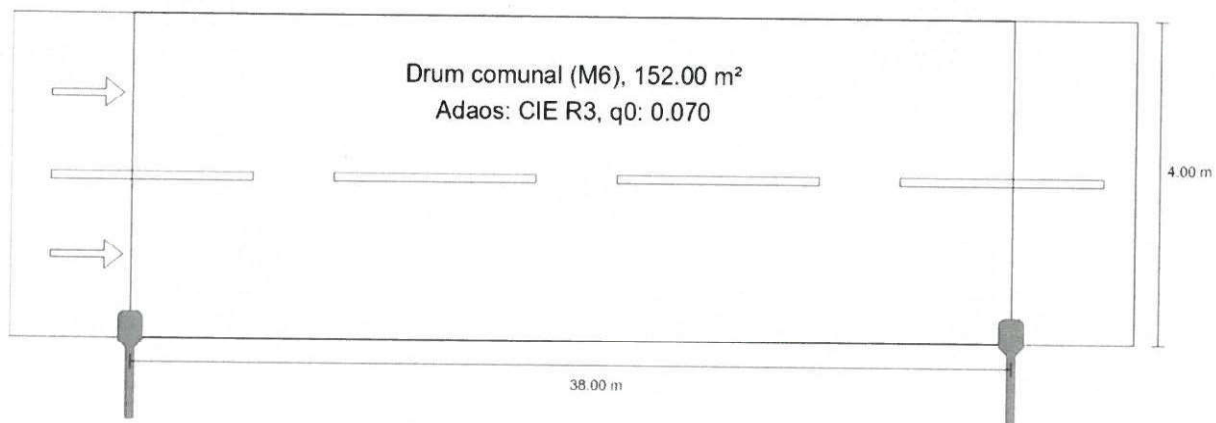 Drum comunal (M6), 152.00 m²
Adaos: CIE R3, q0: 0.070
4.00 m
38.00 m